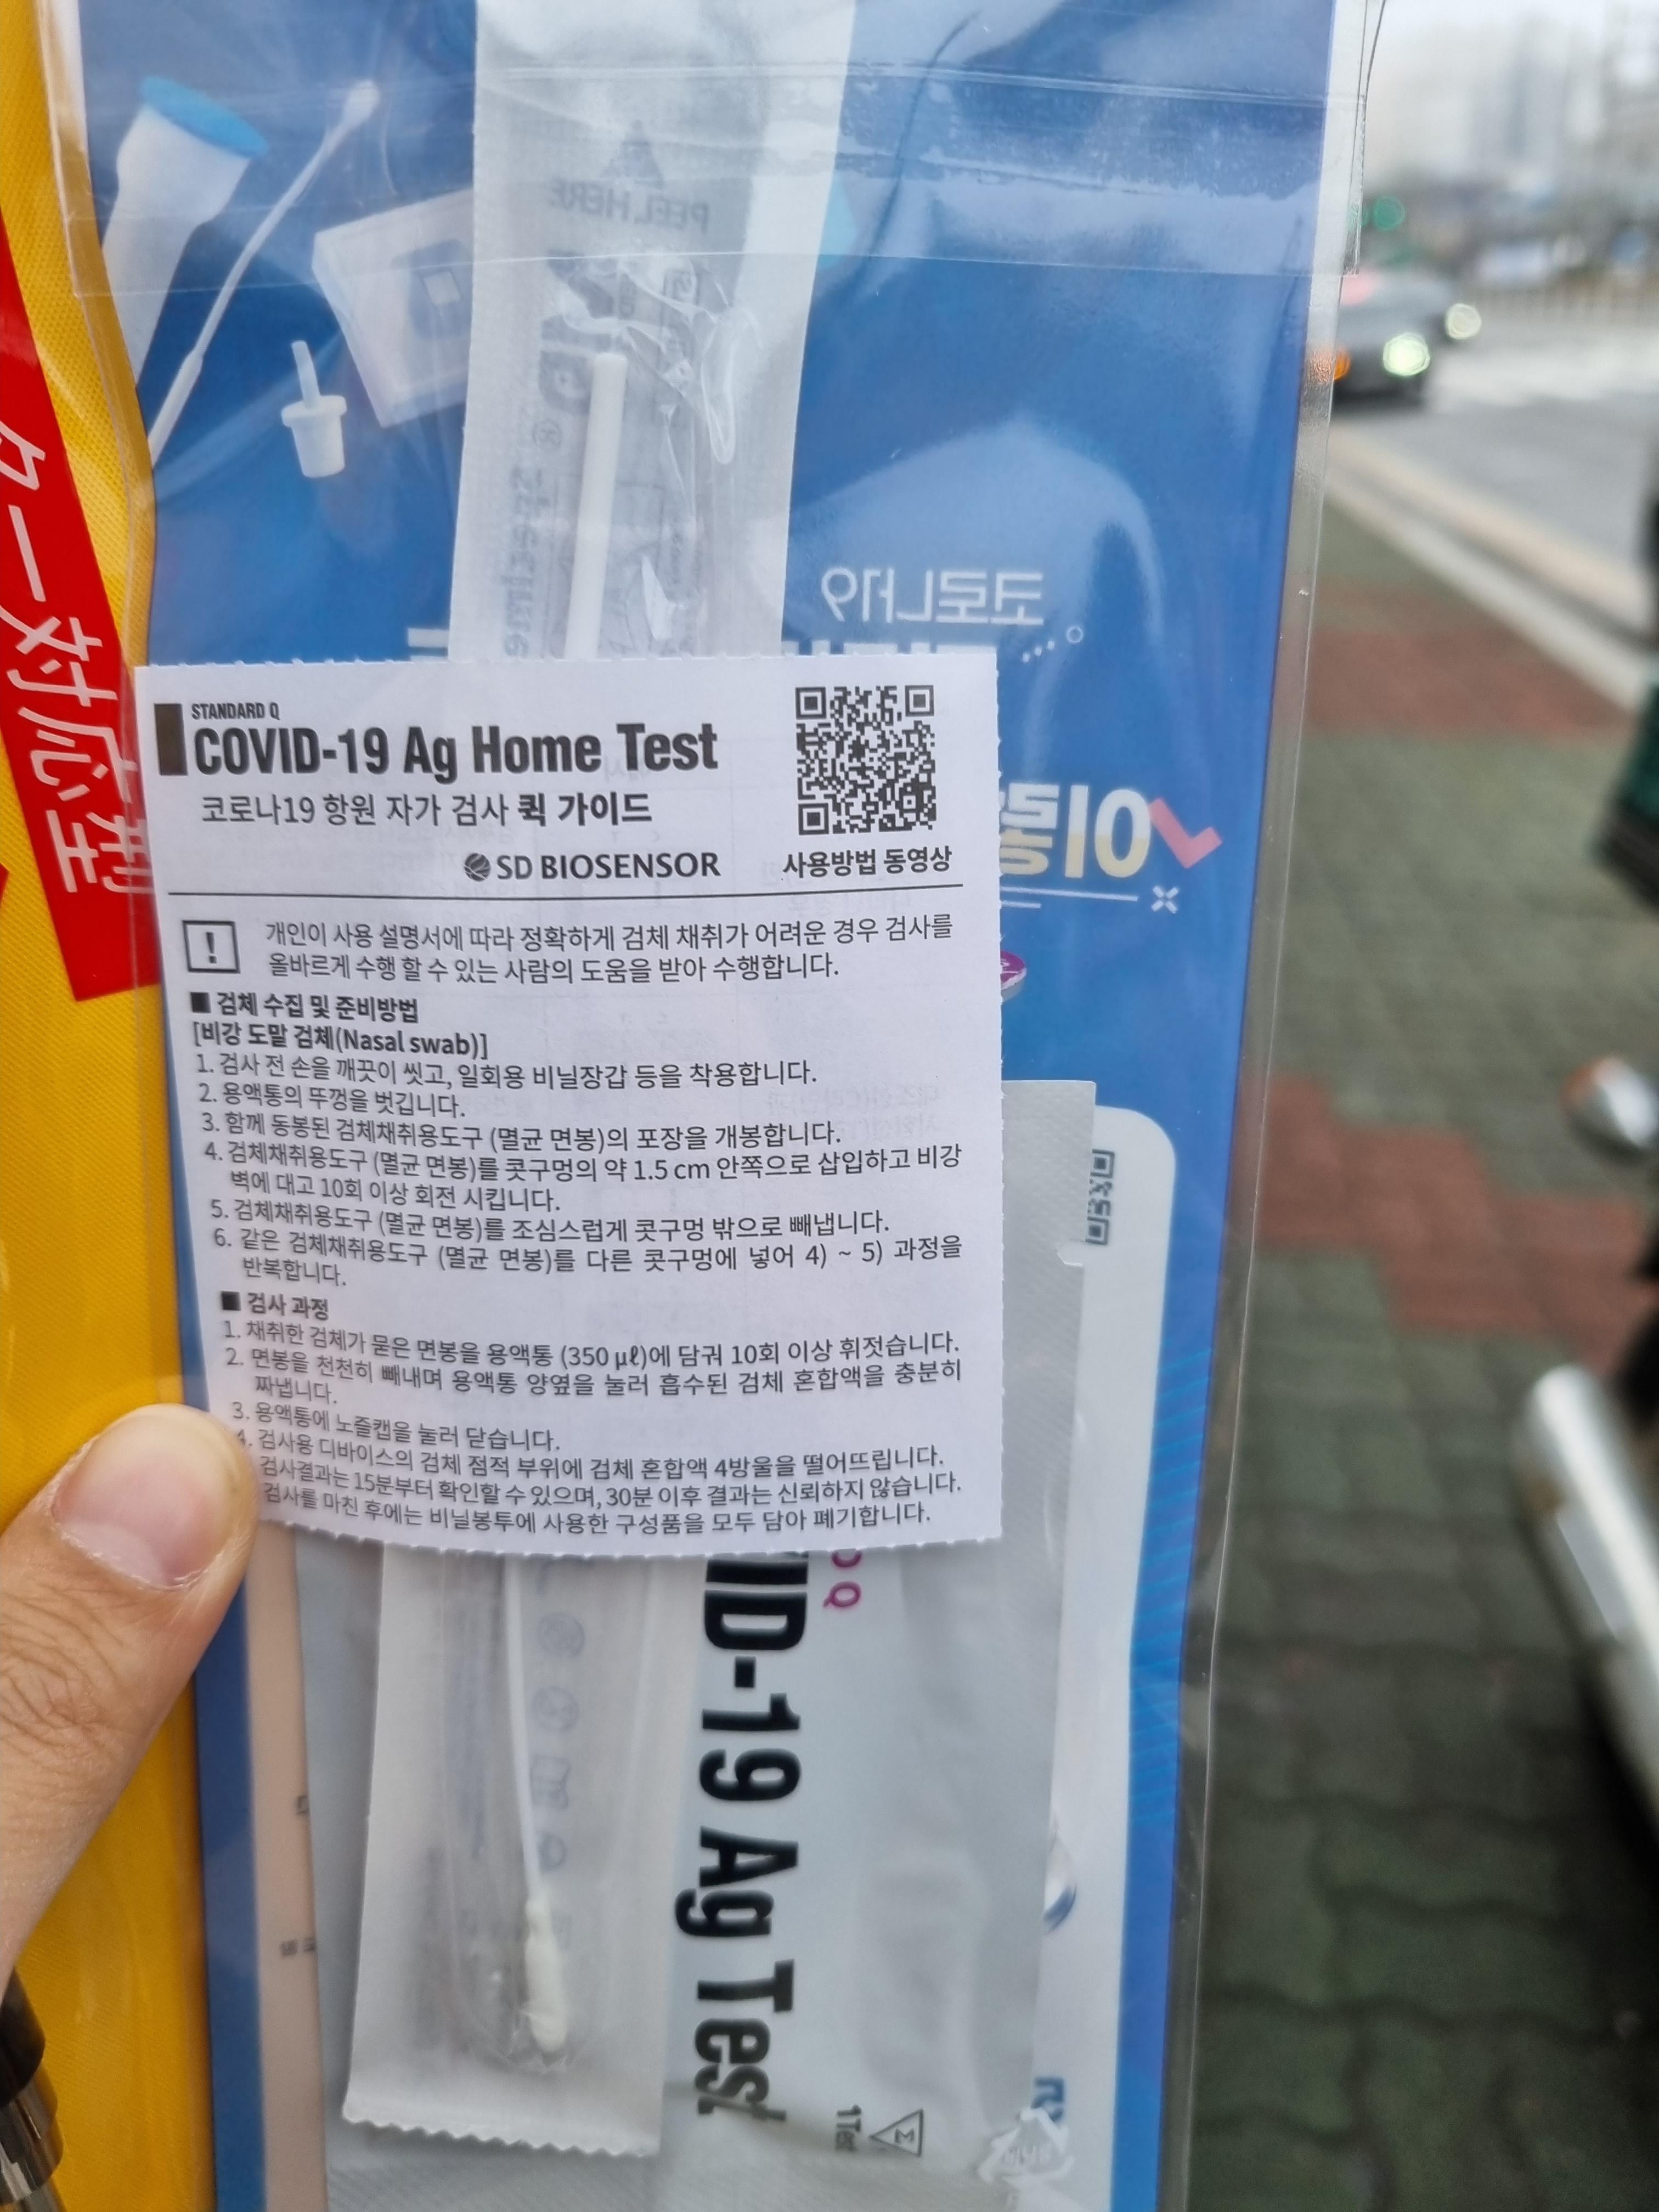 PEEL HERE
코로나19
ター対応型
STANDARD Q
COVID-19 Ag Home Test
코로나19 항원 자가 검사 퀵 가이드
SD BIOSENSOR
사용방법 동영상
개인이 사용 설명서에 따라 정확하게 검체 채취가 어려운 경우 검사를
올바르게 수행 할 수 있는 사람의 도움을 받아 수행합니다.
■ 검체 수집 및 준비방법
[비강 도말 검체(Nasal swab)]
1. 검사 전 손을 깨끗이 씻고, 일회용 비닐장갑 등을 착용합니다.
2. 용액통의 뚜껑을 벗깁니다.
3. 함께 동봉된 검체채취용도구 (멸균 면봉)의 포장을 개봉합니다.
4. 검체채취용도구 (멸균 면봉)를 콧구멍의 약 1.5 cm 안쪽으로 삽입하고 비강
벽에 대고 10회 이상 회전 시킵니다.
5. 검체채취용도구 (멸균 면봉)를 조심스럽게 콧구멍 밖으로 빼냅니다.
6. 같은 검체채취용도구 (멸균 면봉)를 다른 콧구멍에 넣어 4) ~ 5) 과정을
반복합니다.
■ 검사 과정
1. 채취한 검체가 묻은 면봉을 용액통 (350 μℓ)에 담궈 10회 이상 휘젓습니다.
2. 면봉을 천천히 빼내며 용액통 양옆을 눌러 흡수된 검체 혼합액을 충분히
짜냅니다.
3. 용액통에 노즐캡을 눌러 닫습니다.
4. 검사용 디바이스의 검체 점적 부위에 검체 혼합액 4방울을 떨어뜨립니다.
검사결과는 15분부터 확인할 수 있으며, 30분 이후 결과는 신뢰하지 않습니다.
검사를 마친 후에는 비닐봉투에 사용한 구성품을 모두 담아 폐기합니다.
Q
VID-19 Ag Test
1 Test